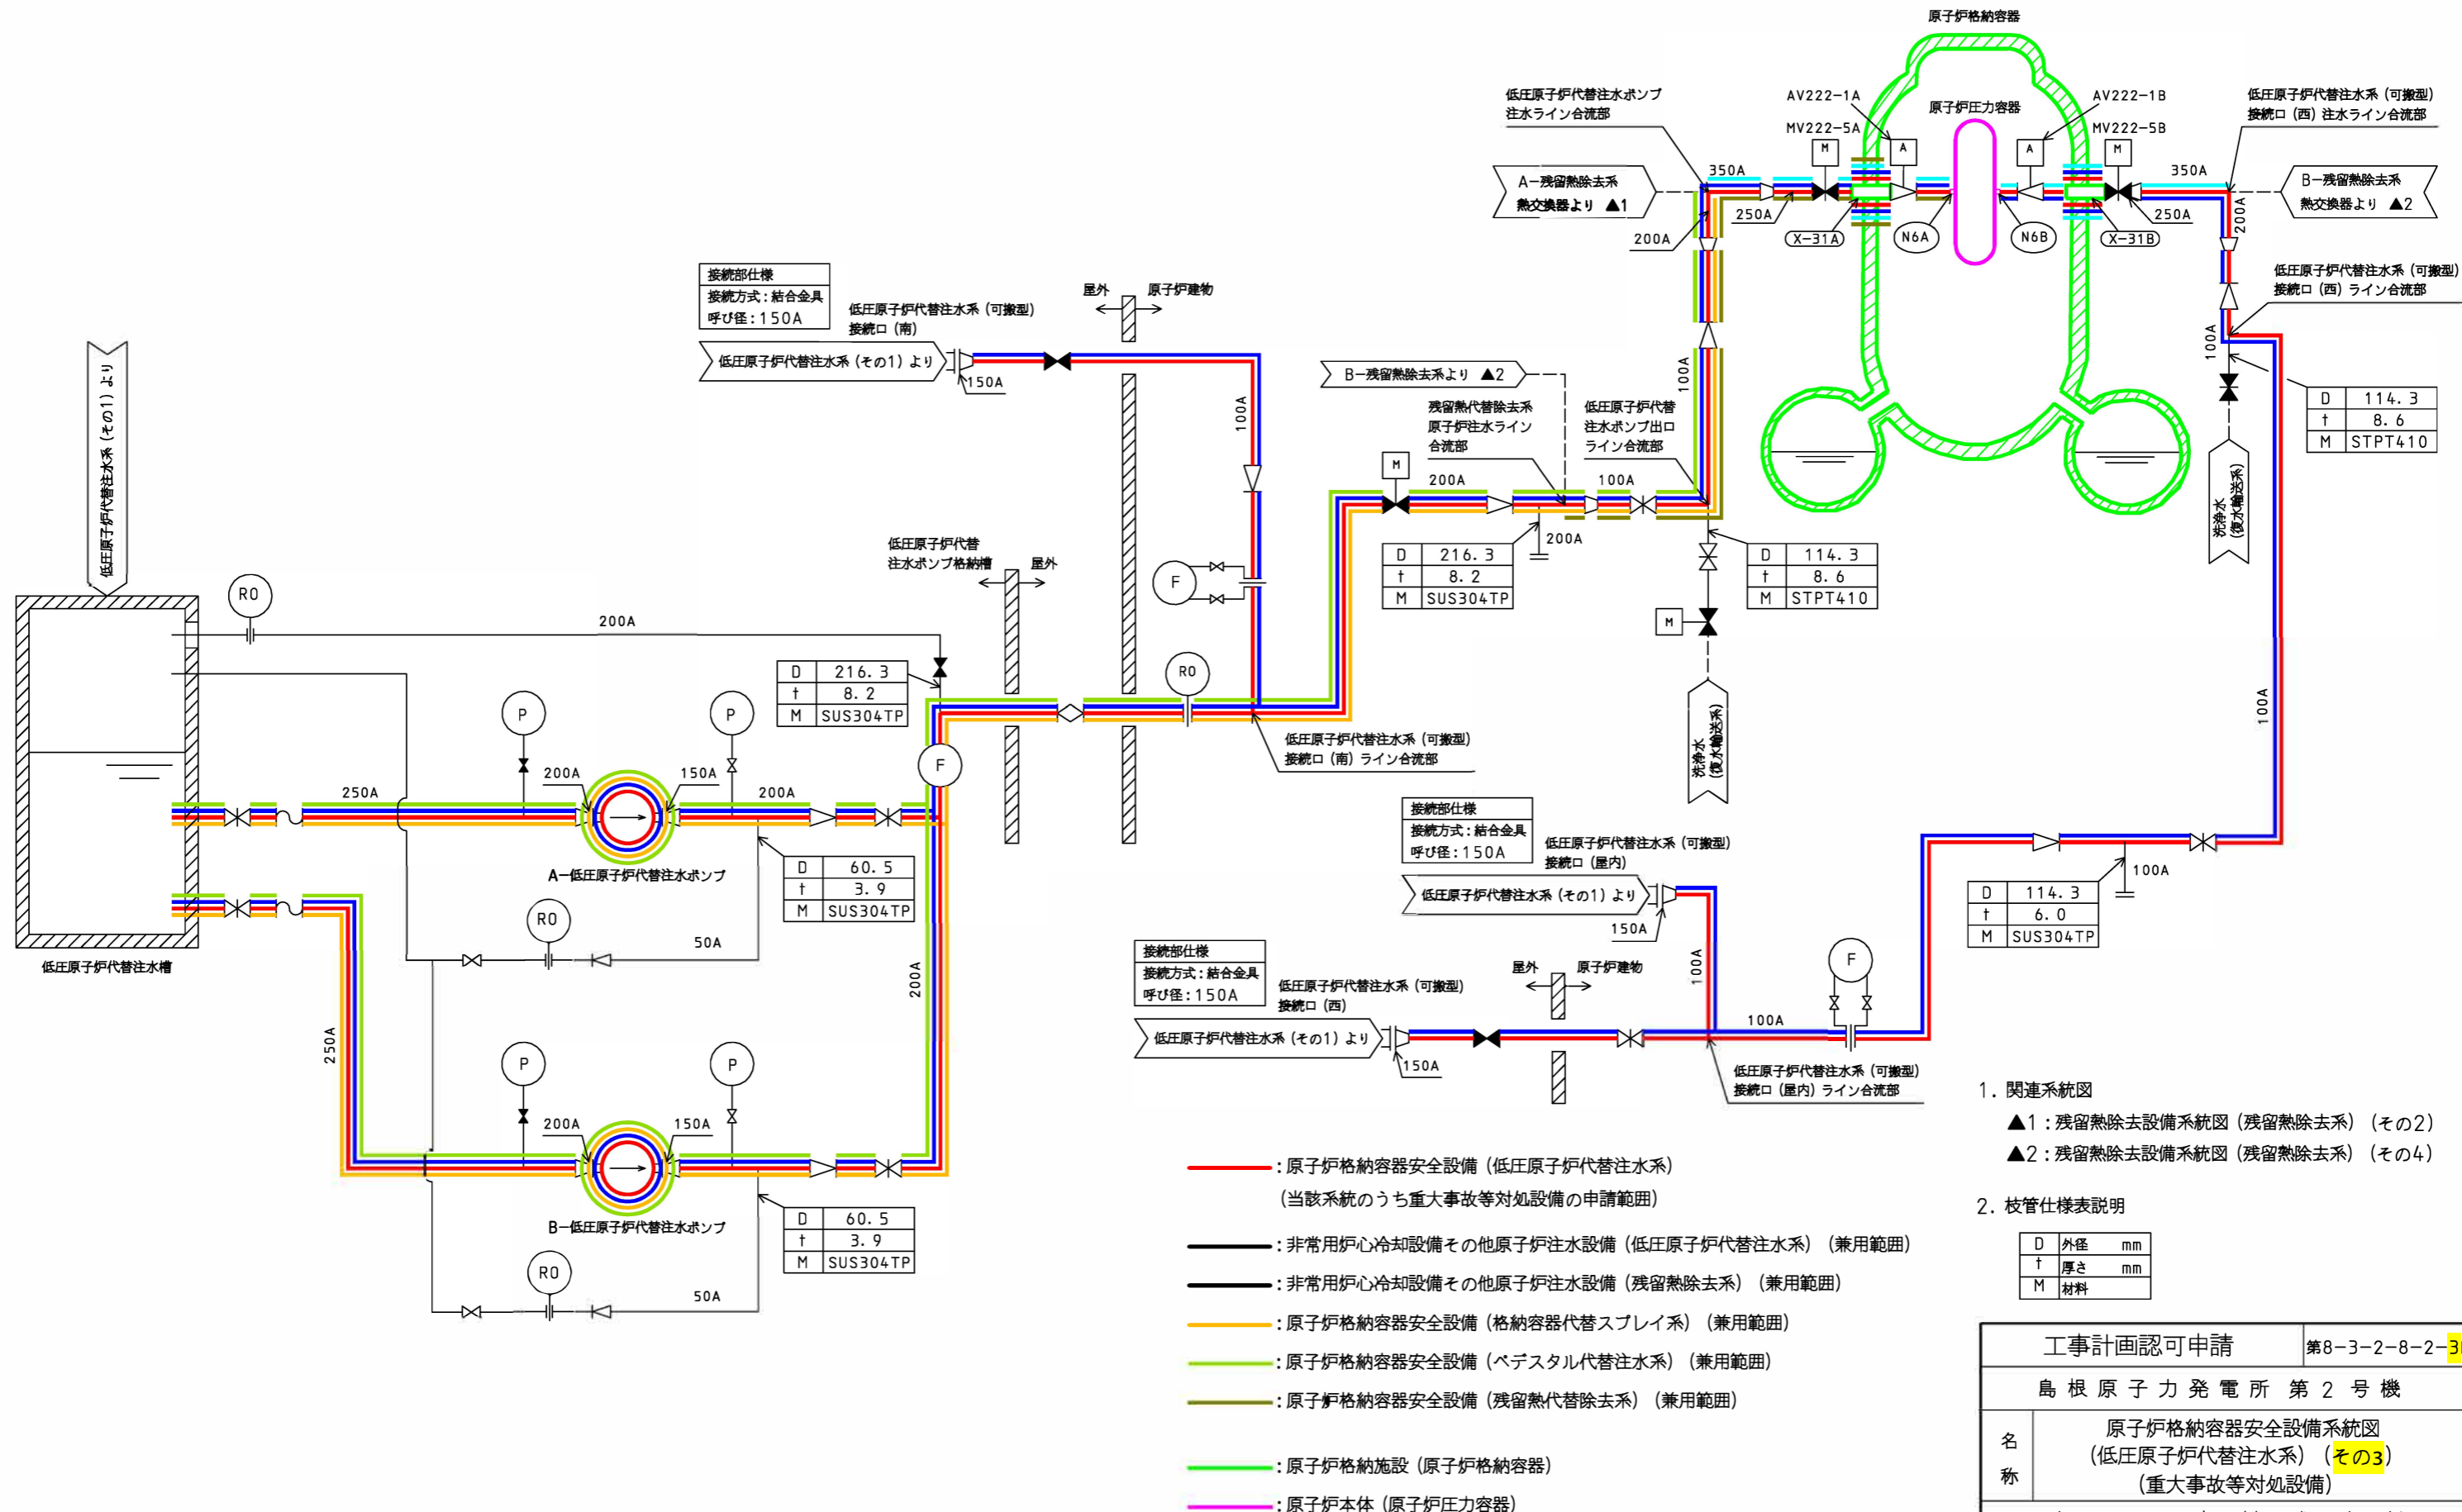 原子炉格納容器
低圧原子炉代替注水ポンプ
注水ライン合流部
AV222-1A
MV222-5A
原子炉圧力容器
AV222-1B
MV222-5B
低圧原子炉代替注水系(可搬型)
接続口(西)注水ライン合流部
A-残留熱除去系
熱交換器より ▲1
350A
M
A
A
M
350A
B-残留熱除去系
熱交換器より ▲2
250A
250A
200A
200A
X-31A
N6A
N6B
X-31B
低圧原子炉代替注水系(可搬型)
接続口(西)ライン合流部
接続部仕様
接続方式:結合金具
呼び径:150A
低圧原子炉代替注水系(可搬型)
接続口(南)
屋外
原子炉建物
低圧原子炉代替注水系(その1)より
150A
100A
100A
100A
D 114.3
t 8.6
M STPT410
洗浄水
(復水輸送系)
B-残留熱除去系より ▲2
残留熱代替除去系
原子炉注水ライン
合流部
低圧原子炉代替
注水ポンプ出口
ライン合流部
M
200A
100A
200A
D 216.3
t 8.2
M SUS304TP
D 114.3
t 8.6
M STPT410
M
洗浄水
(復水輸送系)
低圧原子炉代替注水系(その1)より
RO
200A
低圧原子炉代替
注水ポンプ格納槽
屋外
F
RO
D 216.3
t 8.2
M SUS304TP
低圧原子炉代替注水系(可搬型)
接続口(南)ライン合流部
P
P
F
250A
200A
150A
200A
A-低圧原子炉代替注水ポンプ
D 60.5
t 3.9
M SUS304TP
RO
50A
低圧原子炉代替注水槽
250A
200A
P
P
200A
150A
B-低圧原子炉代替注水ポンプ
D 60.5
t 3.9
M SUS304TP
RO
50A
接続部仕様
接続方式:結合金具
呼び径:150A
低圧原子炉代替注水系(可搬型)
接続口(屋内)
低圧原子炉代替注水系(その1)より
150A
100A
100A
D 114.3
t 6.0
M SUS304TP
100A
接続部仕様
接続方式:結合金具
呼び径:150A
低圧原子炉代替注水系(可搬型)
接続口(西)
屋外
原子炉建物
低圧原子炉代替注水系(その1)より
150A
100A
F
低圧原子炉代替注水系(可搬型)
接続口(屋内)ライン合流部
:原子炉格納容器安全設備(低圧原子炉代替注水系)
(当該系統のうち重大事故等対処設備の申請範囲)
:非常用炉心冷却設備その他原子炉注水設備(低圧原子炉代替注水系)(兼用範囲)
:非常用炉心冷却設備その他原子炉注水設備(残留熱除去系)(兼用範囲)
:原子炉格納容器安全設備(格納容器代替スプレイ系)(兼用範囲)
:原子炉格納容器安全設備(ペデスタル代替注水系)(兼用範囲)
:原子炉格納容器安全設備(残留熱代替除去系)(兼用範囲)
:原子炉格納施設(原子炉格納容器)
:原子炉本体(原子炉圧力容器)
1. 関連系統図
▲1:残留熱除去設備系統図(残留熱除去系)(その2)
▲2:残留熱除去設備系統図(残留熱除去系)(その4)
2. 枝管仕様表説明
D 外径 mm
t 厚さ mm
M 材料
工事計画認可申請 第8-3-2-8-2-3
島根原子力発電所 第2号機
名称
原子炉格納容器安全設備系統図
(低圧原子炉代替注水系)(その3)
(重大事故等対処設備)